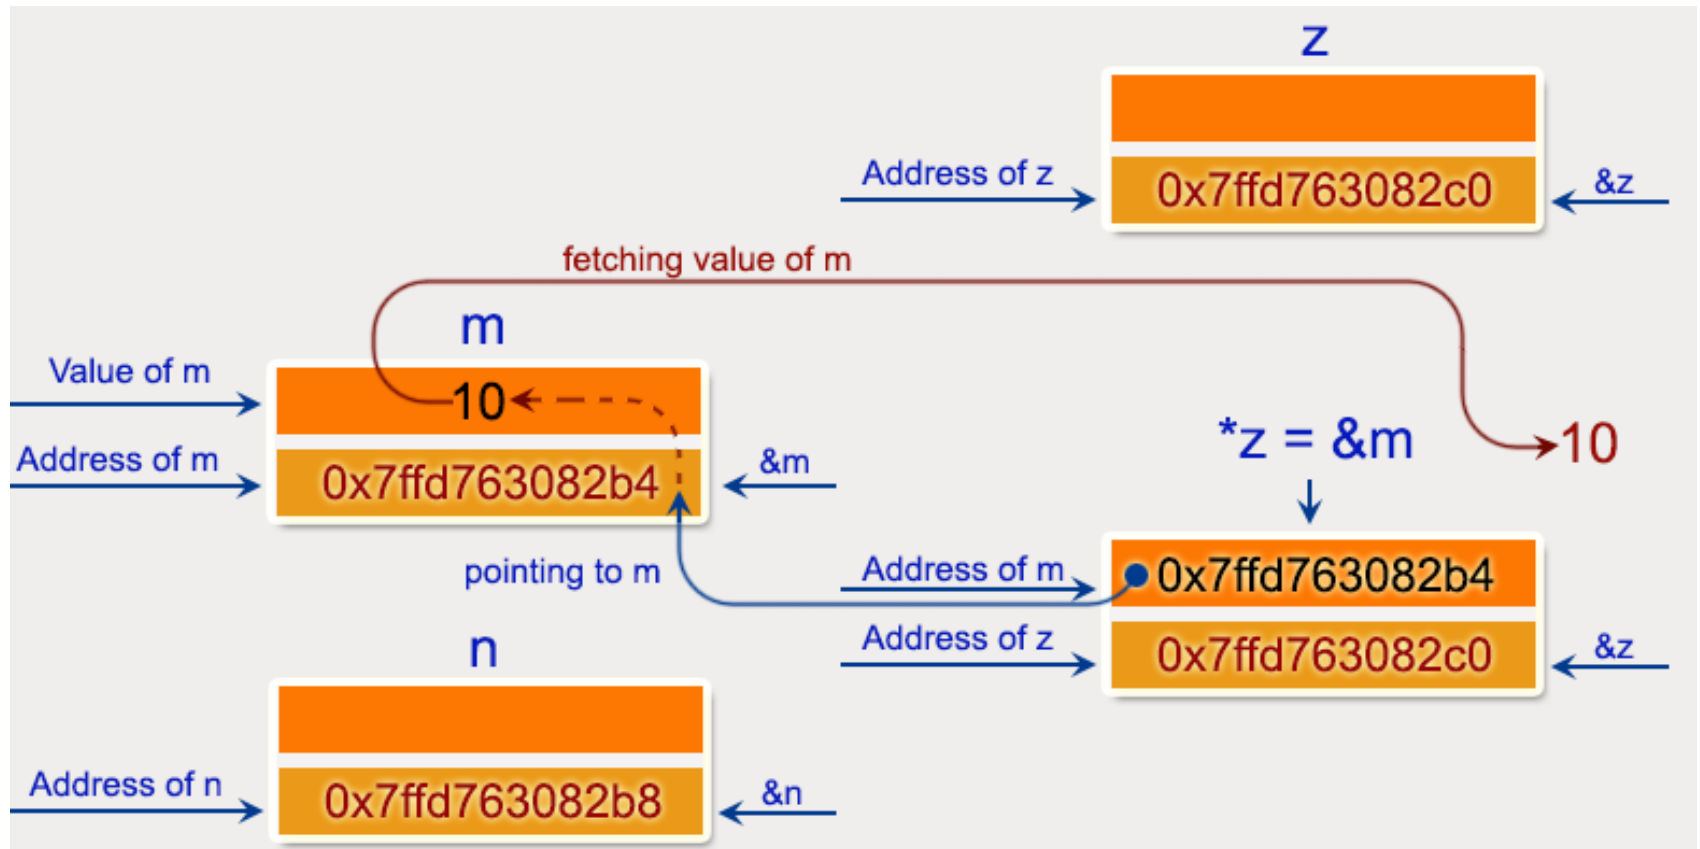 z
Address of z
0x7ffd763082c0
&z
fetching value of m
m
Value of m
10
Address of m
0x7ffd763082b4
&m
*z = &m
10
pointing to m
Address of m
0x7ffd763082b4
Address of z
0x7ffd763082c0
&z
n
Address of n
0x7ffd763082b8
&n